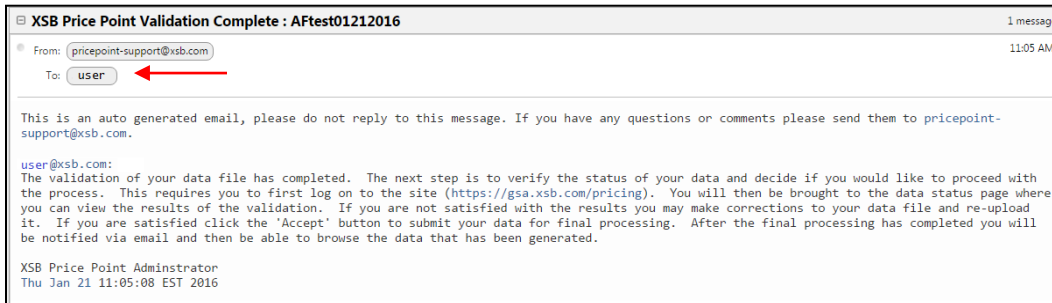 XSB Price Point Validation Complete : AFtest01212016
1 messag
From: pricepoint-support@xsb.com
11:05 AM
To: user
This is an auto generated email, please do not reply to this message. If you have any questions or comments please send them to pricepoint-
support@xsb.com.
user@xsb.com:
The validation of your data file has completed. The next step is to verify the status of your data and decide if you would like to proceed with
the process. This requires you to first log on to the site (https://gsa.xsb.com/pricing). You will then be brought to the data status page where
you can view the results of the validation. If you are not satisfied with the results you may make corrections to your data file and re-upload
it. If you are satisfied click the 'Accept' button to submit your data for final processing. After the final processing has completed you will
be notified via email and then be able to browse the data that has been generated.
XSB Price Point Adminstrator
Thu Jan 21 11:05:08 EST 2016